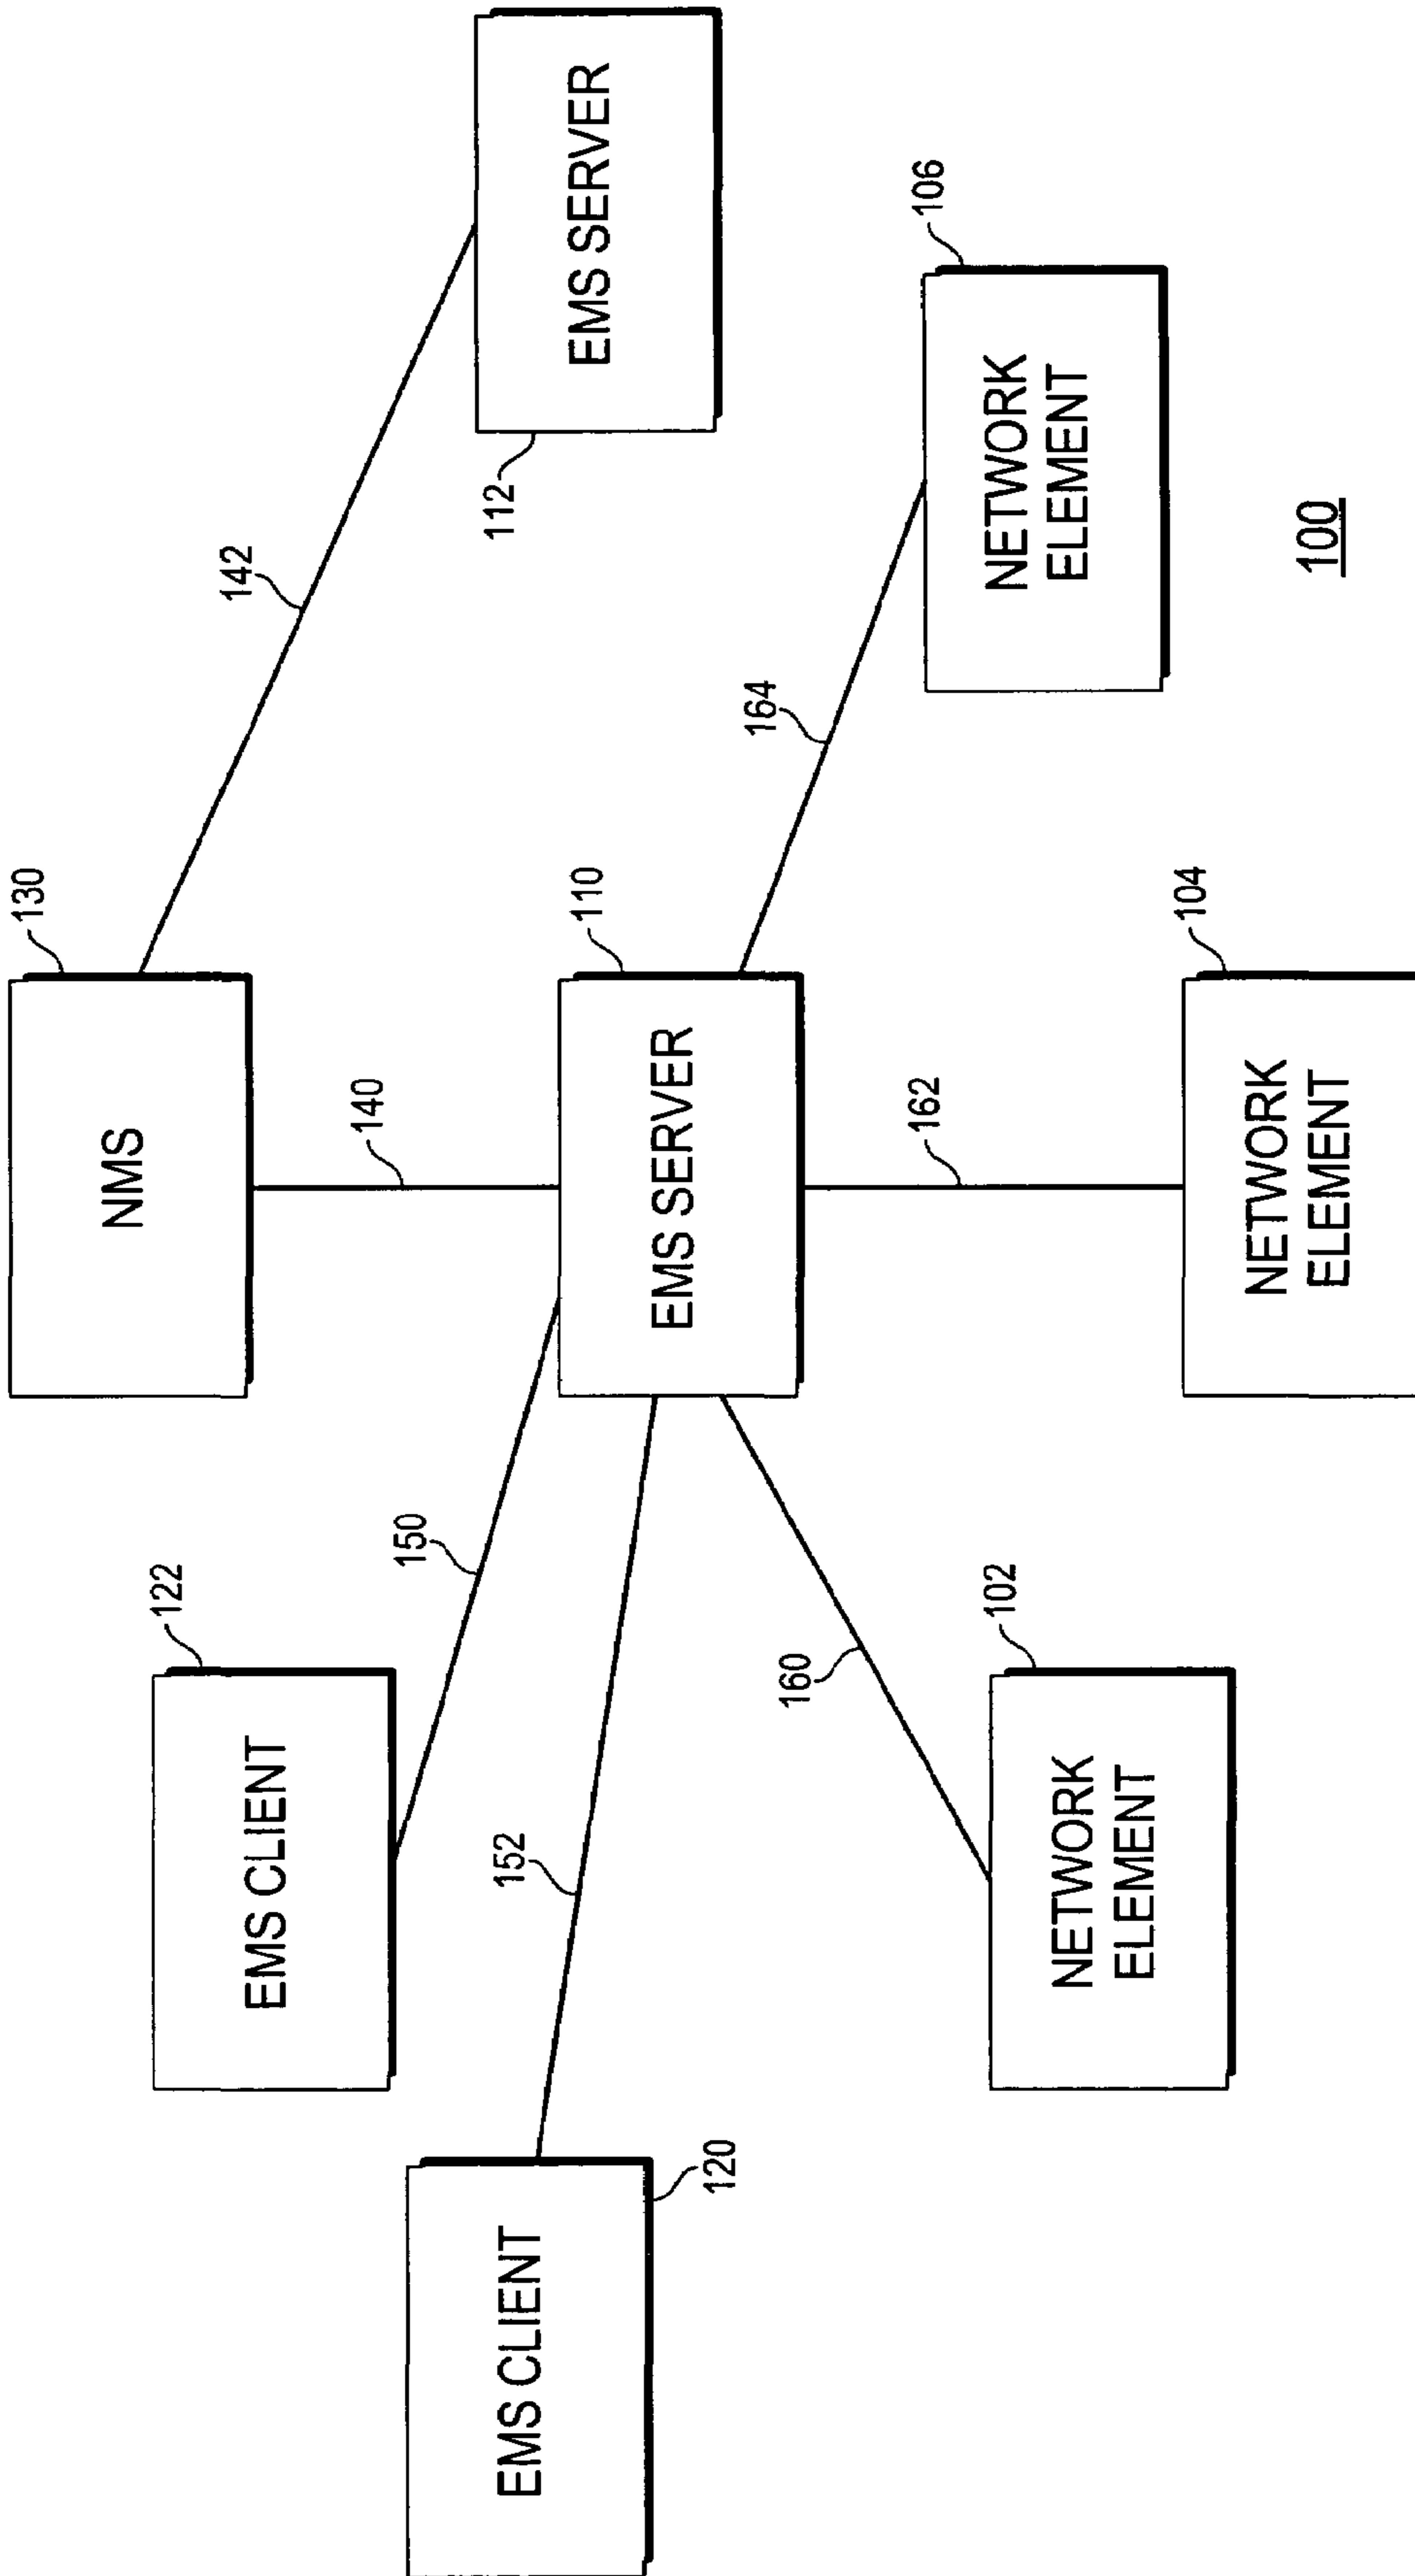 130
NMS
122
142
EMS CLIENT
140
150
112
EMS SERVER
152
EMS CLIENT
110
EMS SERVER
120
164
160
162
106
NETWORK
ELEMENT
102
NETWORK
ELEMENT
104
NETWORK
ELEMENT
100